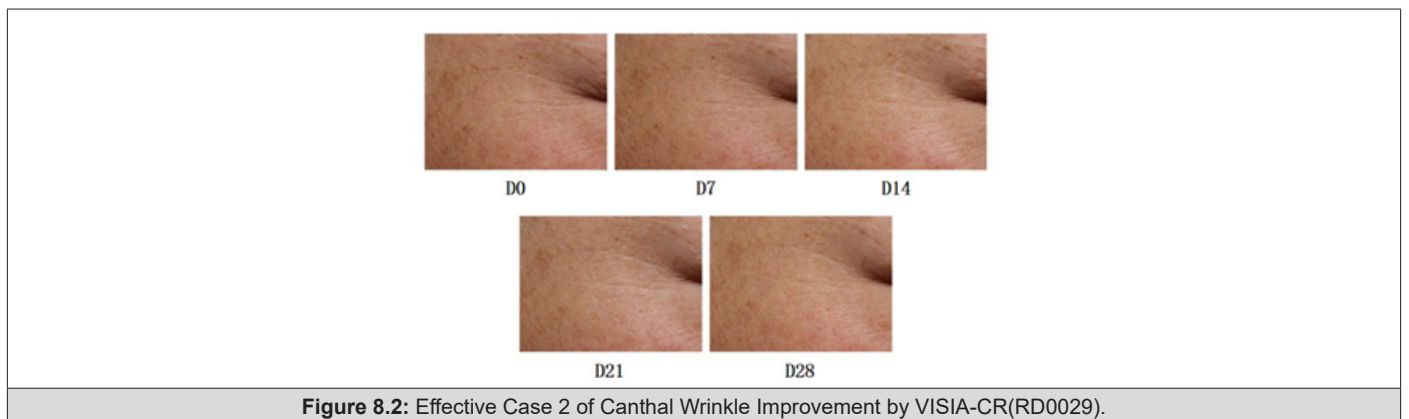 D0 D7 D14
D21 D28
Figure 8.2: Effective Case 2 of Canthal Wrinkle Improvement by VISIA-CR(RD0029).